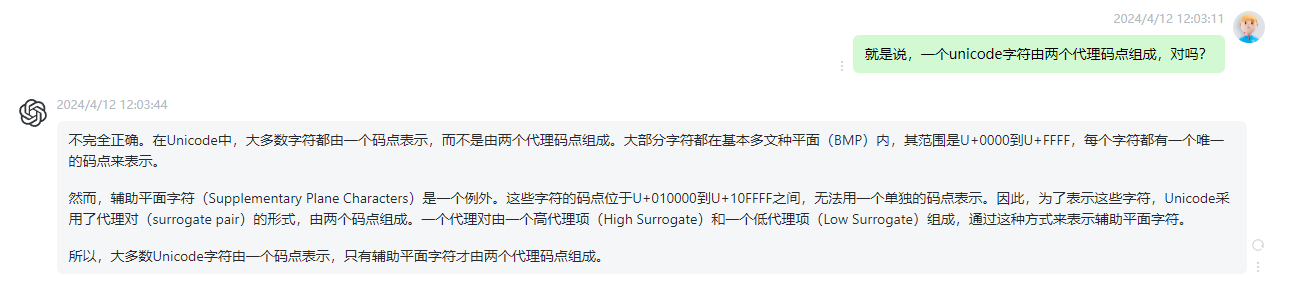 2024/4/12 12:03:11
就是说，一个unicode字符由两个代理码点组成，对吗？
2024/4/12 12:03:44
不完全正确。在Unicode中，大多数字符都由一个码点表示，而不是由两个代理码点组成。大部分字符都在基本多文种平面（BMP）内，其范围是U+0000到U+FFFF，每个字符都有一个唯一
的码点来表示。
然而，辅助平面字符（Supplementary Plane Characters）是一个例外。这些字符的码点位于U+010000到U+10FFFF之间，无法用一个单独的码点表示。因此，为了表示这些字符，Unicode采
用了代理对（surrogate pair）的形式，由两个码点组成。一个代理对由一个高代理项（High Surrogate）和一个低代理项（Low Surrogate）组成，通过这种方式来表示辅助平面字符。
所以，大多数Unicode字符由一个码点表示，只有辅助平面字符才由两个代理码点组成。